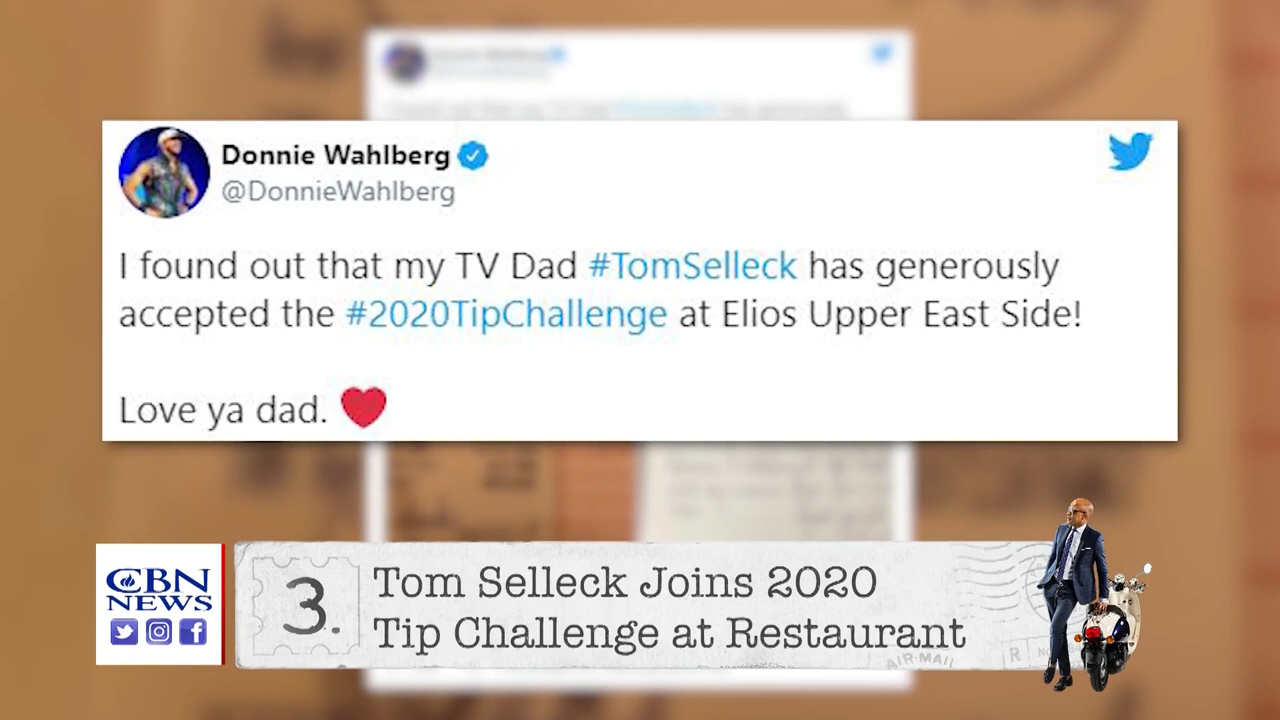 Donnie Wahlberg
@DonnieWahlberg
I found out that my TV Dad #TomSelleck has generously
accepted the #2020TipChallenge at Elios Upper East Side!
Love ya dad. ❤️
CBN
NEWS
3.
Tom Selleck Joins 2020
Tip Challenge at Restaurant
AIR-MAIL
R